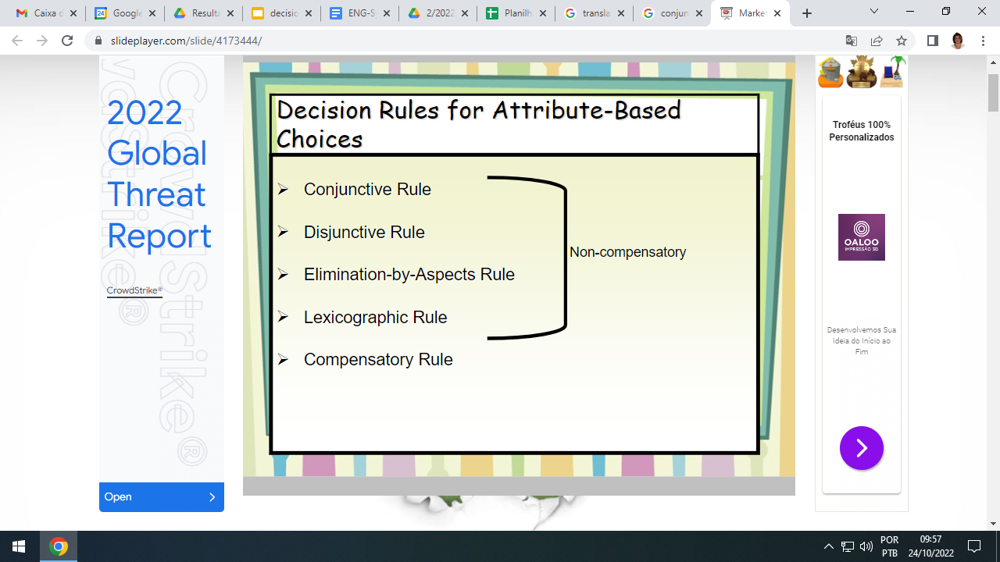 Caixa d
Google
Resulta
decisio
ENG-S
2/2022
Planilh
transla
conjun
Market
slideplayer.com/slide/4173444/
2022
Global
Threat
Report
CrowdStrike®
CrowdStrike®
CrowdStrike®
Open
Decision Rules for Attribute-Based
Choices
Conjunctive Rule
Disjunctive Rule
Non-compensatory
Elimination-by-Aspects Rule
Lexicographic Rule
Compensatory Rule
Troféus 100%
Personalizados
OALOO
IMPRESSÃO 3D
Desenvolvemos Sua
Ideia do Início ao
Fim
POR
PTB
09:57
24/10/2022